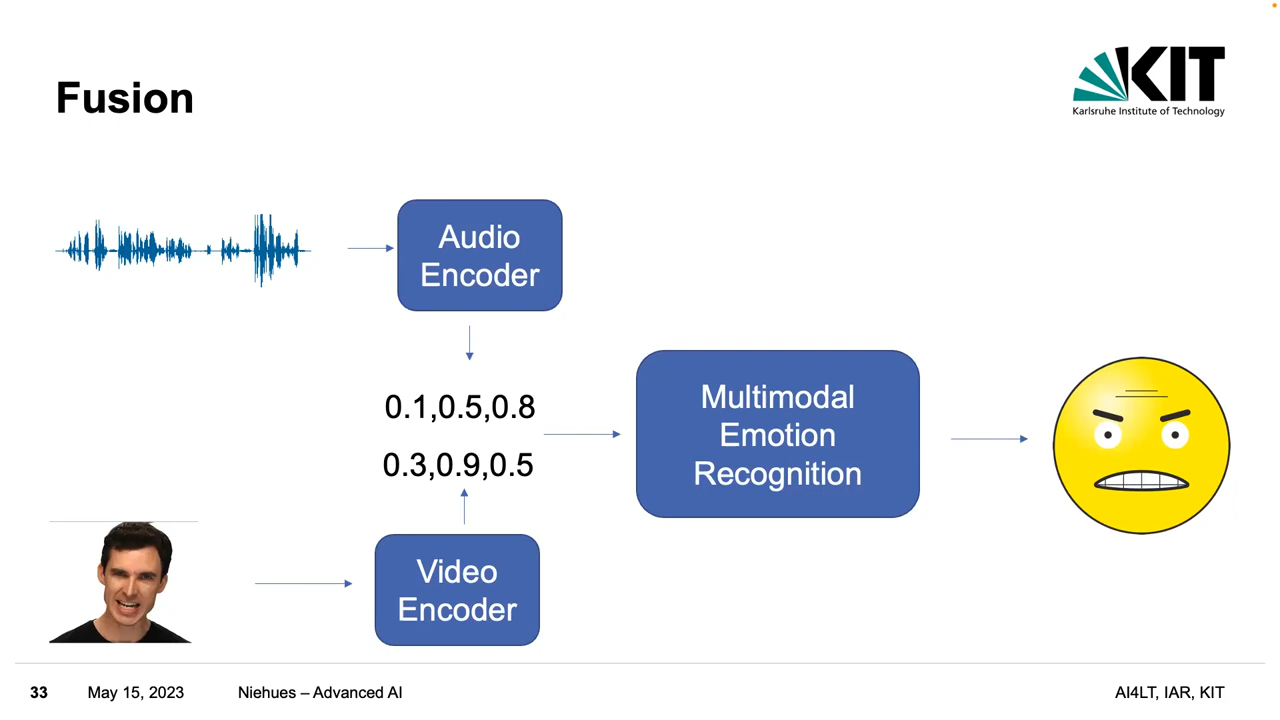 Fusion
KIT
Karlsruhe Institute of Technology
Audio
Encoder
0.1,0.5,0.8
0.3,0.9,0.5
Multimodal
Emotion
Recognition
Video
Encoder
33 May 15, 2023 Niehues – Advanced AI AI4LT, IAR, KIT